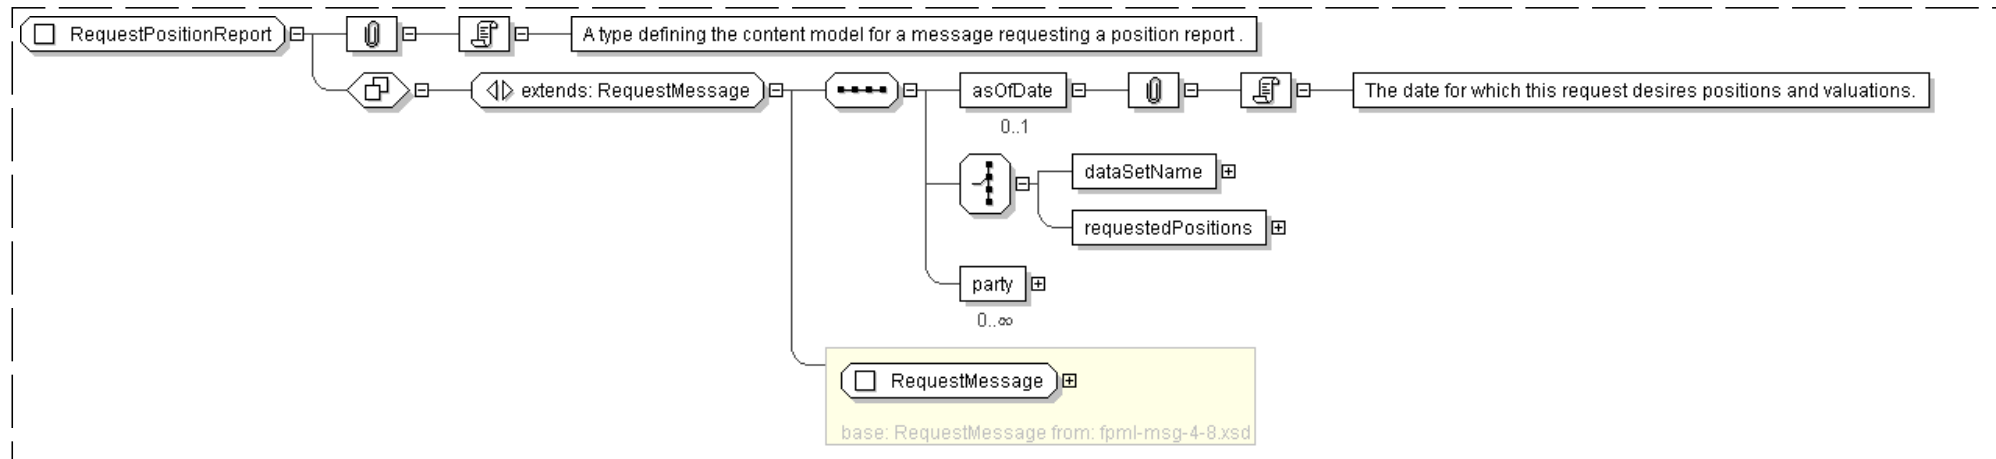 RequestPositionReport
A type defining the content model for a message requesting a position report .
extends: RequestMessage
asOfDate
The date for which this request desires positions and valuations.
0..1
dataSetName
requestedPositions
party
0..∞
RequestMessage
base: RequestMessage from: fpml-msg-4-8.xsd